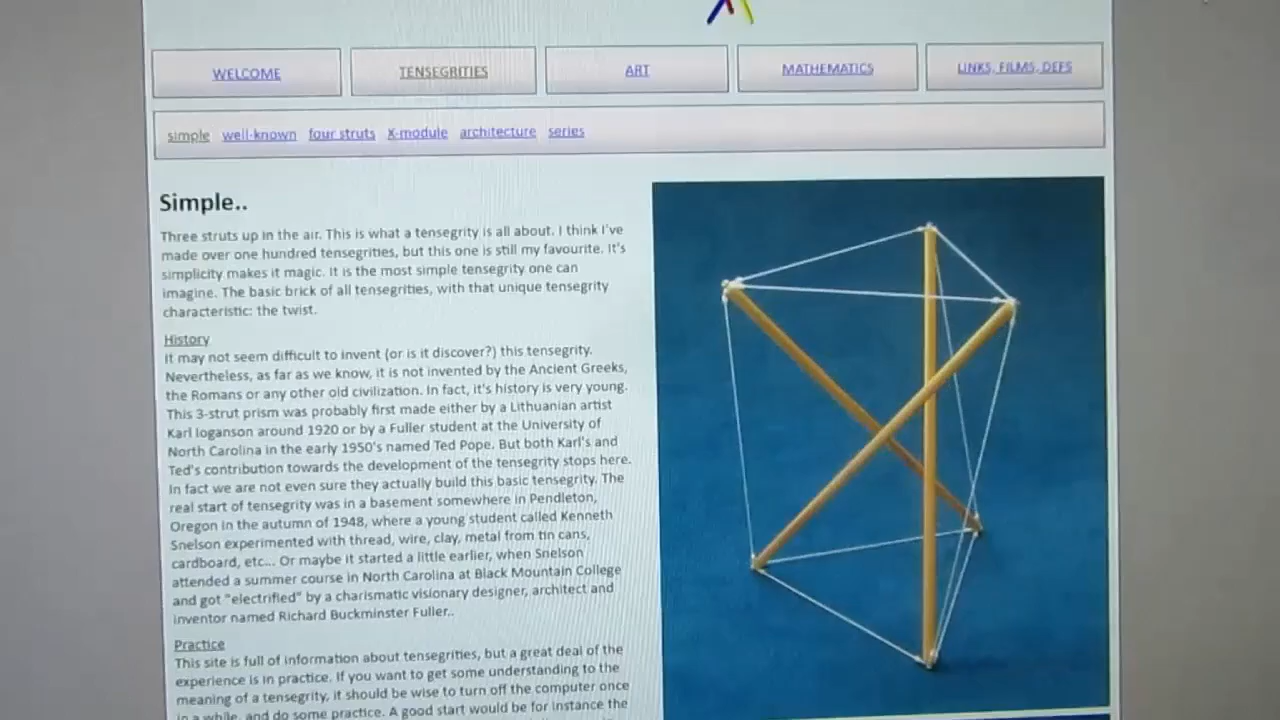 WELCOME TENSEGRITIES ART MATHEMATICS LINKS, FILMS, DEFS
simple well-known four struts X-module architecture series
Simple..
Three struts up in the air. This is what a tensegrity is all about. I think I've
made over one hundred tensegrities, but this one is still my favourite. It's
simplicity makes it magic. It is the most simple tensegrity one can
imagine. The basic brick of all tensegrities, with that unique tensegrity
characteristic: the twist.
History
It may not seem difficult to invent (or is it discover?) this tensegrity.
Nevertheless, as far as we know, it is not invented by the Ancient Greeks,
the Romans or any other old civilization. In fact, it's history is very young.
This 3-strut prism was probably first made either by a Lithuanian artist
Karl Ioganson around 1920 or by a Fuller student at the University of
North Carolina in the early 1950's named Ted Pope. But both Karl's and
Ted's contribution towards the development of the tensegrity stops here.
In fact we are not even sure they actually build this basic tensegrity. The
real start of tensegrity was in a basement somewhere in Pendleton,
Oregon in the autumn of 1948, where a young student called Kenneth
Snelson experimented with thread, wire, clay, metal from tin cans,
cardboard, etc... Or maybe it started a little earlier, when Snelson
attended a summer course in North Carolina at Black Mountain College
and got "electrified" by a charismatic visionary designer, architect and
inventor named Richard Buckminster Fuller..
Practice
This site is full of information about tensegrities, but a great deal of the
experience is in practice. If you want to get some understanding to the
meaning of a tensegrity, it should be wise to turn off the computer once
in a while, and do some practice. A good start would be for instance the